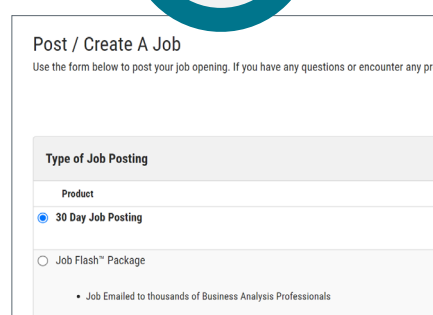 Post / Create A Job
Use the form below to post your job opening. If you have any questions or encounter any pr
Type of Job Posting
Product
30 Day Job Posting
Job Flash™ Package
• Job Emailed to thousands of Business Analysis Professionals